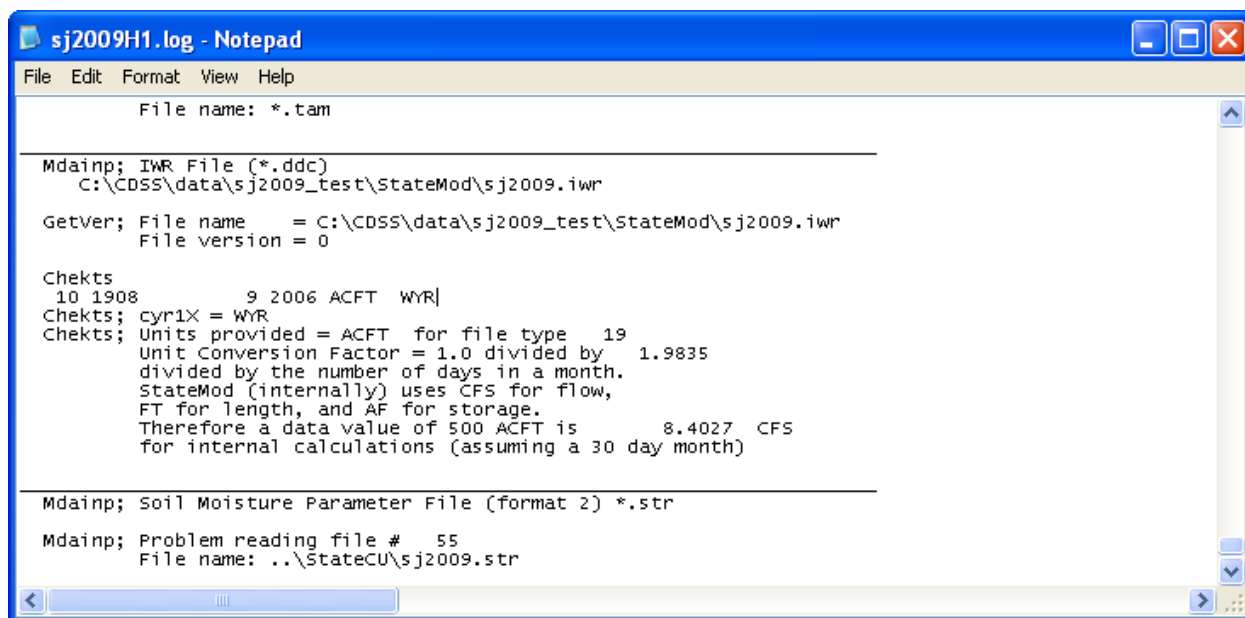 sj2009H1.log - Notepad
File Edit Format View Help
File name: *.tam
Mdainp; IWR File (*.ddc)
C:\CDSS\data\sj2009_test\StateMod\sj2009.iwr
GetVer; File name    = C:\CDSS\data\sj2009_test\StateMod\sj2009.iwr
File version = 0
Chekts
10 1908          9 2006 ACFT  WYR
Chekts; cyr1X = WYR
Chekts; Units provided = ACFT  for file type   19
Unit Conversion Factor = 1.0 divided by   1.9835
divided by the number of days in a month.
StateMod (internally) uses CFS for flow,
FT for length, and AF for storage.
Therefore a data value of 500 ACFT is       8.4027  CFS
for internal calculations (assuming a 30 day month)
Mdainp; Soil Moisture Parameter File (format 2) *.str
Mdainp; Problem reading file #   55
File name: ..\StateCU\sj2009.str